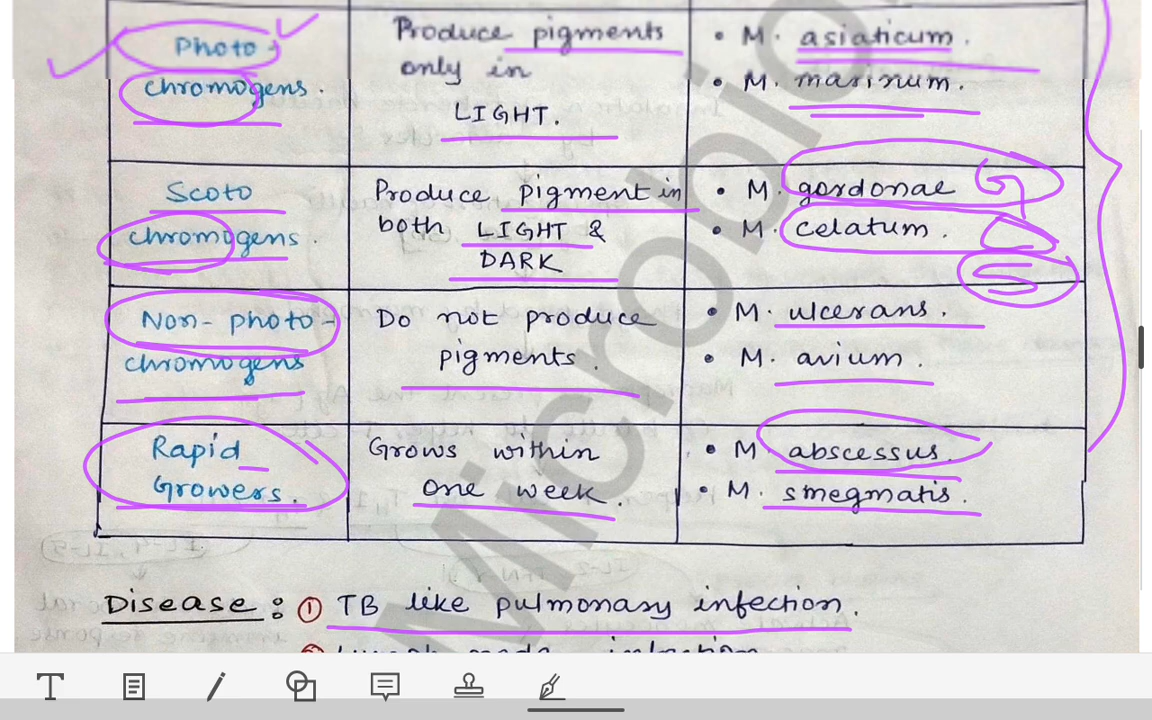 Photo-
chromogens.
Produce pigments
only in
LIGHT.
• M. asiaticum.
• M. marinum.
Scoto
chromogens.
Produce pigment in
both LIGHT &
DARK
• M. gordonae
• M. celatum.
Non-photo-
chromogens
Do not produce
pigments.
• M. ulcerans.
• M. avium.
Rapid
Growers.
Grows within
one week.
• M. abscessus.
• M. smegmatis.
Disease: ① TB like pulmonary infection.